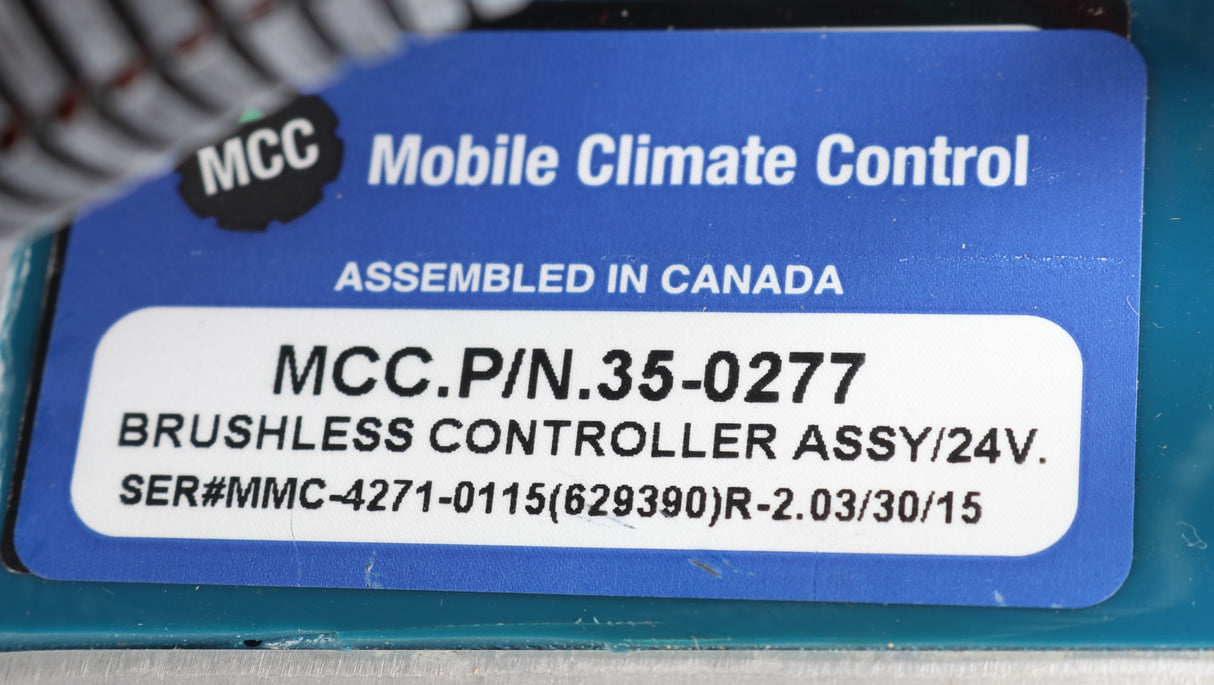 MCC Mobile Climate Control
ASSEMBLED IN CANADA
MCC.P/N.35-0277
BRUSHLESS CONTROLLER ASSY/24V.
SER#MMC-4271-0115(629390)R-2.03/30/15